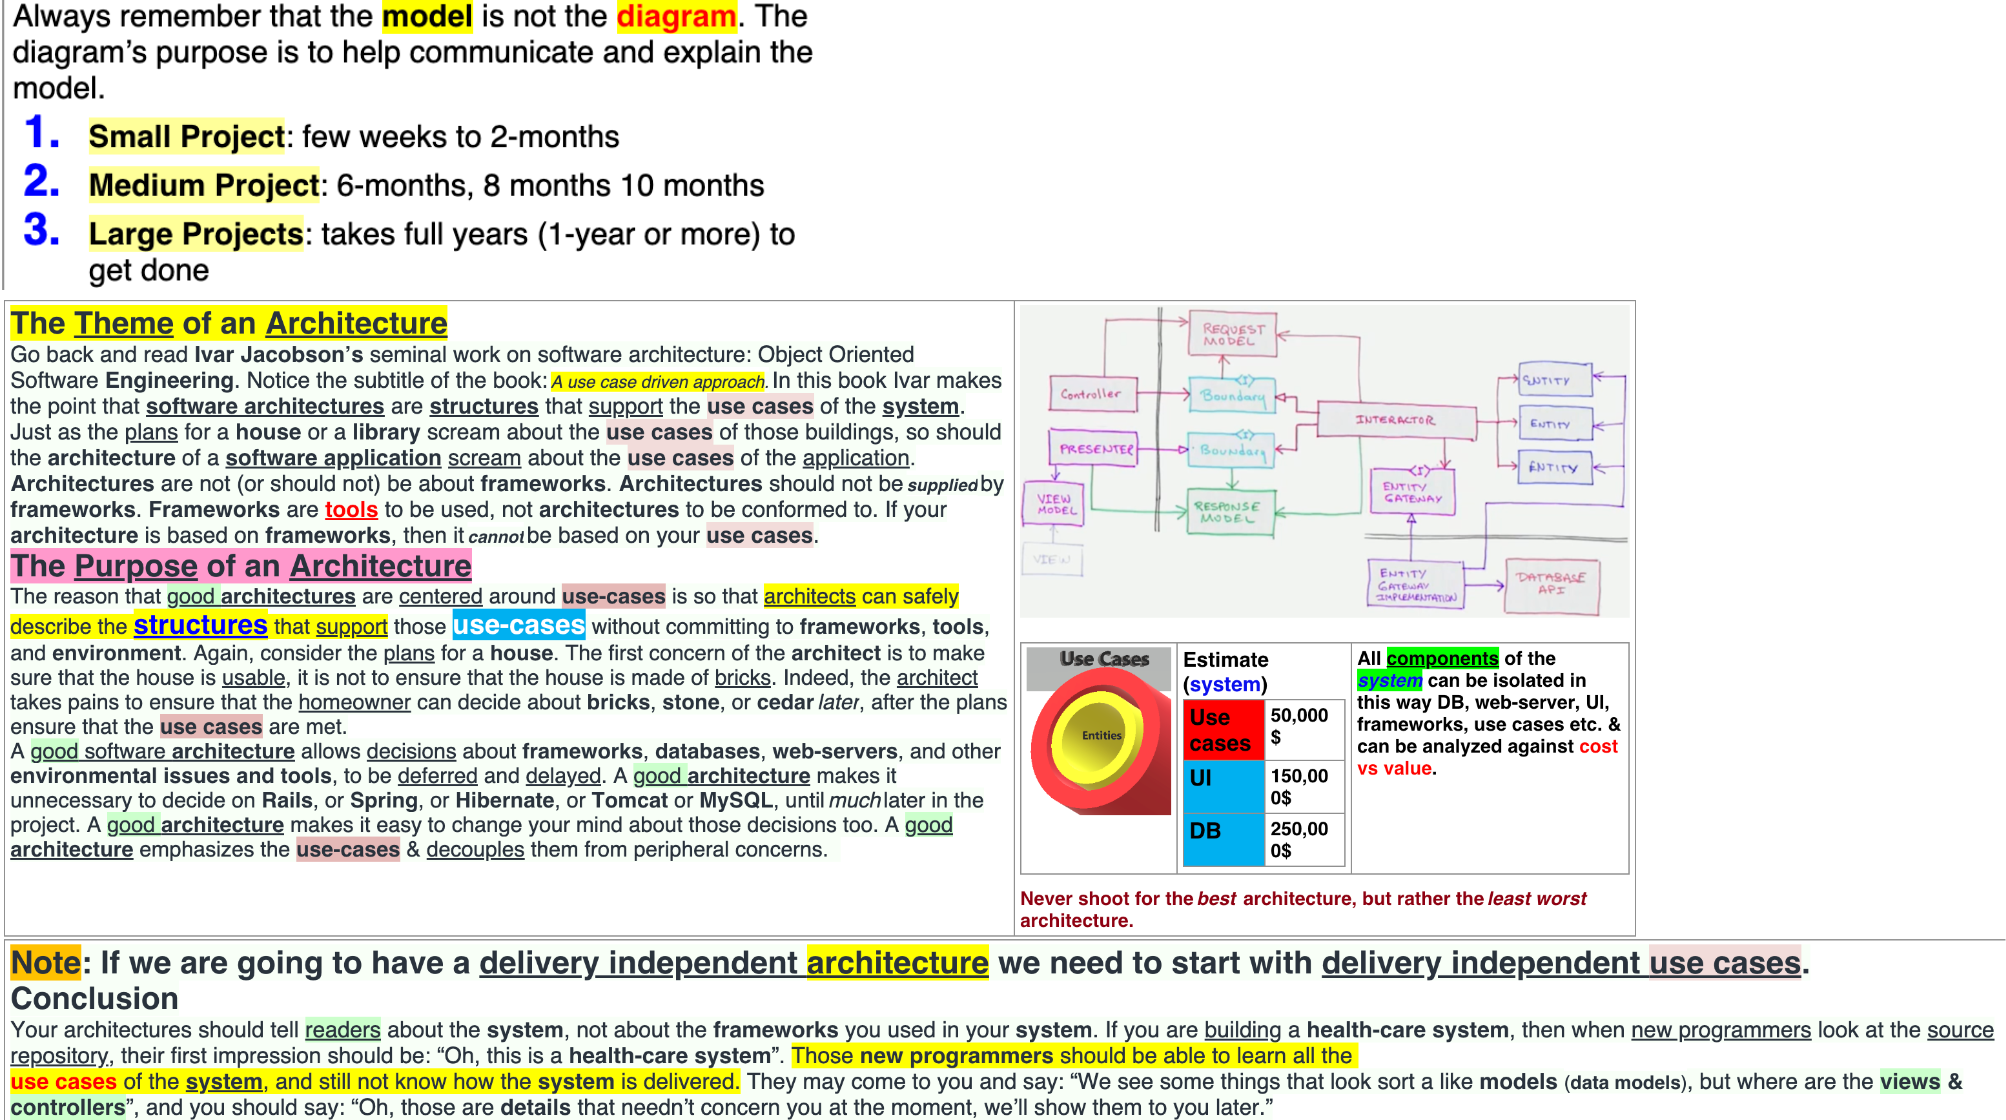 Always remember that the model is not the diagram. The
diagram’s purpose is to help communicate and explain the
model.
1. Small Project: few weeks to 2-months
2. Medium Project: 6-months, 8 months 10 months
3. Large Projects: takes full years (1-year or more) to
get done
The Theme of an Architecture
Go back and read Ivar Jacobson’s seminal work on software architecture: Object Oriented
Software Engineering. Notice the subtitle of the book: A use case driven approach. In this book Ivar makes
the point that software architectures are structures that support the use cases of the system.
Just as the plans for a house or a library scream about the use cases of those buildings, so should
the architecture of a software application scream about the use cases of the application.
Architectures are not (or should not) be about frameworks. Architectures should not be supplied by
frameworks. Frameworks are tools to be used, not architectures to be conformed to. If your
architecture is based on frameworks, then it cannot be based on your use cases.
The Purpose of an Architecture
The reason that good architectures are centered around use-cases is so that architects can safely
describe the structures that support those use-cases without committing to frameworks, tools,
and environment. Again, consider the plans for a house. The first concern of the architect is to make
sure that the house is usable, it is not to ensure that the house is made of bricks. Indeed, the architect
takes pains to ensure that the homeowner can decide about bricks, stone, or cedar later, after the plans
ensure that the use cases are met.
A good software architecture allows decisions about frameworks, databases, web-servers, and other
environmental issues and tools, to be deferred and delayed. A good architecture makes it
unnecessary to decide on Rails, or Spring, or Hibernate, or Tomcat or MySQL, until much later in the
project. A good architecture makes it easy to change your mind about those decisions too. A good
architecture emphasizes the use-cases & decouples them from peripheral concerns.
REQUEST
MODEL
Controller
<I>
Boundary
INTERACTOR
ENTITY
ENTITY
ENTITY
PRESENTER
<I>
Boundary
<I>
ENTITY
GATEWAY
VIEW
MODEL
RESPONSE
MODEL
VIEW
ENTITY
GATEWAY
IMPLEMENTATION
DATABASE
API
Use Cases
Entities
Estimate
(system)
Use
cases
50,000
$
UI
150,00
0$
DB
250,00
0$
All components of the
system can be isolated in
this way DB, web-server, UI,
frameworks, use cases etc. &
can be analyzed against cost
vs value.
Never shoot for the best architecture, but rather the least worst
architecture.
Note: If we are going to have a delivery independent architecture we need to start with delivery independent use cases.
Conclusion
Your architectures should tell readers about the system, not about the frameworks you used in your system. If you are building a health-care system, then when new programmers look at the source
repository, their first impression should be: “Oh, this is a health-care system”. Those new programmers should be able to learn all the
use cases of the system, and still not know how the system is delivered. They may come to you and say: “We see some things that look sort a like models (data models), but where are the views &
controllers”, and you should say: “Oh, those are details that needn’t concern you at the moment, we’ll show them to you later.”